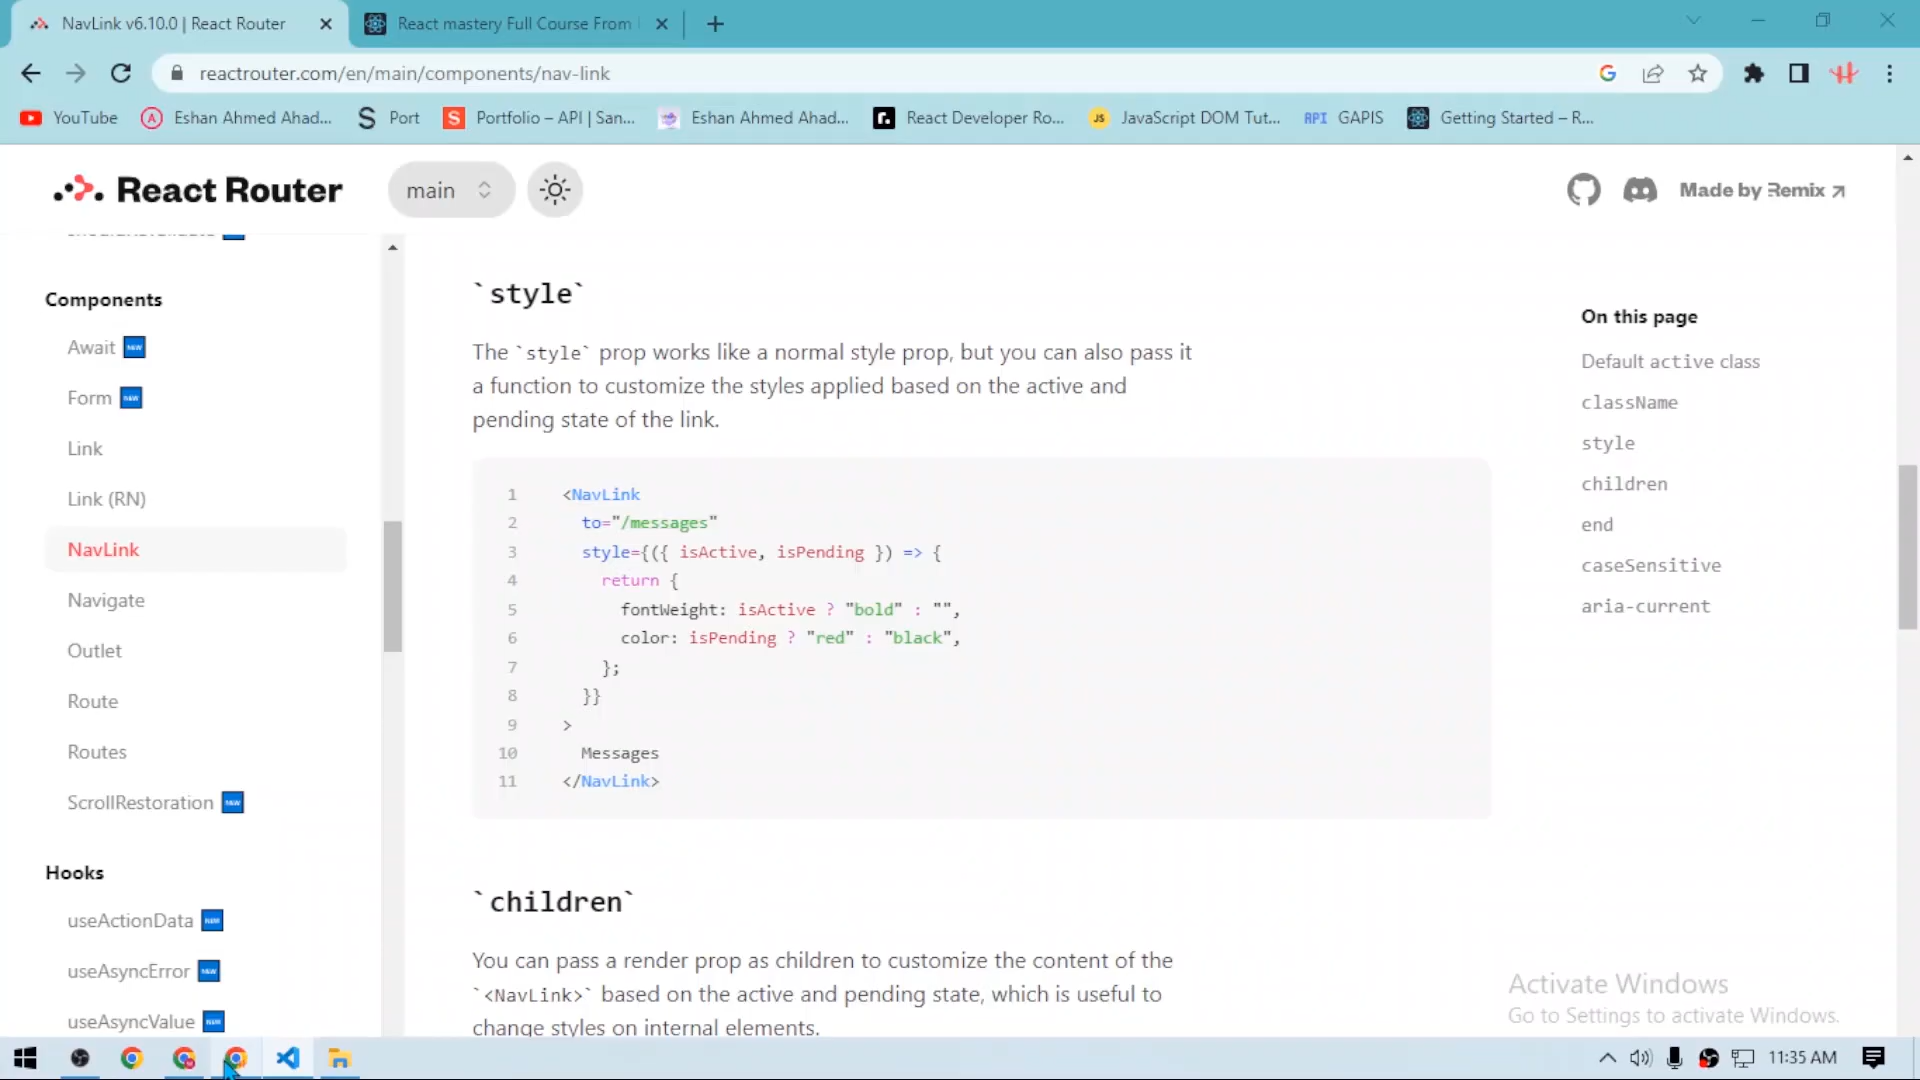 NavLink v6.10.0 | React Router
React mastery Full Course From
reactrouter.com/en/main/components/nav-link
YouTube
Eshan Ahmed Ahad...
Port
Portfolio – API | San...
Eshan Ahmed Ahad...
React Developer Ro...
JS
JavaScript DOM Tut...
API
GAPIS
Getting Started – R...
React Router
main
Made by Remix
Components
Await NEW
Form NEW
Link
Link (RN)
NavLink
Navigate
Outlet
Route
Routes
ScrollRestoration NEW
Hooks
useActionData NEW
useAsyncError NEW
useAsyncValue NEW
`style`
The `style` prop works like a normal style prop, but you can also pass it
a function to customize the styles applied based on the active and
pending state of the link.
1 <NavLink
2 to="/messages"
3 style={({ isActive, isPending }) => {
4 return {
5 fontWeight: isActive ? "bold" : "",
6 color: isPending ? "red" : "black",
7 };
8 }}
9 >
10 Messages
11 </NavLink>
`children`
You can pass a render prop as children to customize the content of the
`<NavLink>` based on the active and pending state, which is useful to
change styles on internal elements.
On this page
Default active class
className
style
children
end
caseSensitive
aria-current
Activate Windows
Go to Settings to activate Windows.
11:35 AM